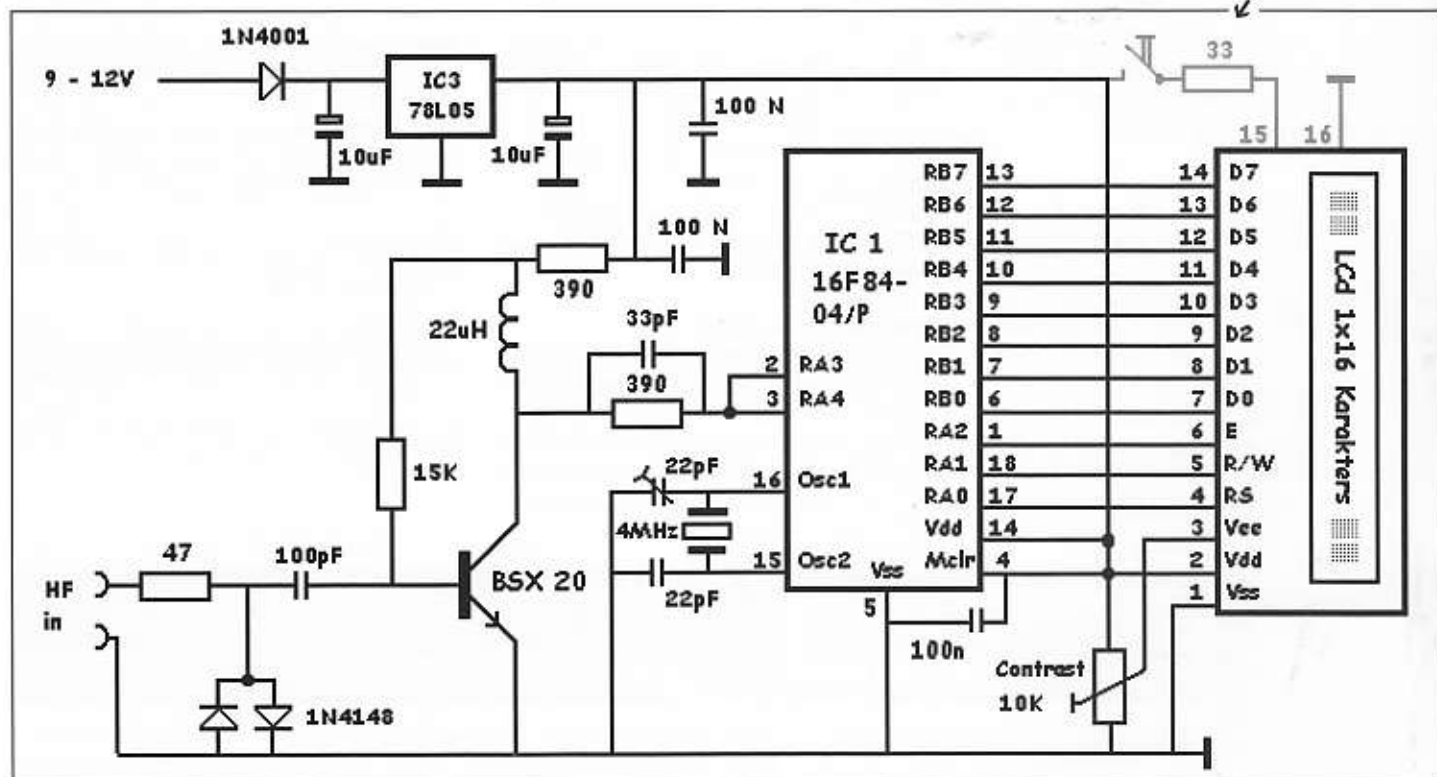 1N4001
9 - 12V
IC3
78L05
10uF
10uF
100 N
33
15 16
100 N
390
22uH
33pF
390
15K
47
100pF
HF
in
BSX 20
1N4148
22pF
4MHz
22pF
IC 1
16F84-
04/P
2 RA3
3 RA4
16 Osc1
15 Osc2
Vss
5
RB7 13
RB6 12
RB5 11
RB4 10
RB3 9
RB2 8
RB1 7
RB0 6
RA2 1
RA1 18
RA0 17
Vdd 14
Mclr 4
100n
Contrast
10K
14 D7
13 D6
12 D5
11 D4
10 D3
9 D2
8 D1
7 D0
6 E
5 R/W
4 RS
3 Vee
2 Vdd
1 Vss
LCd 1x16 Karakters